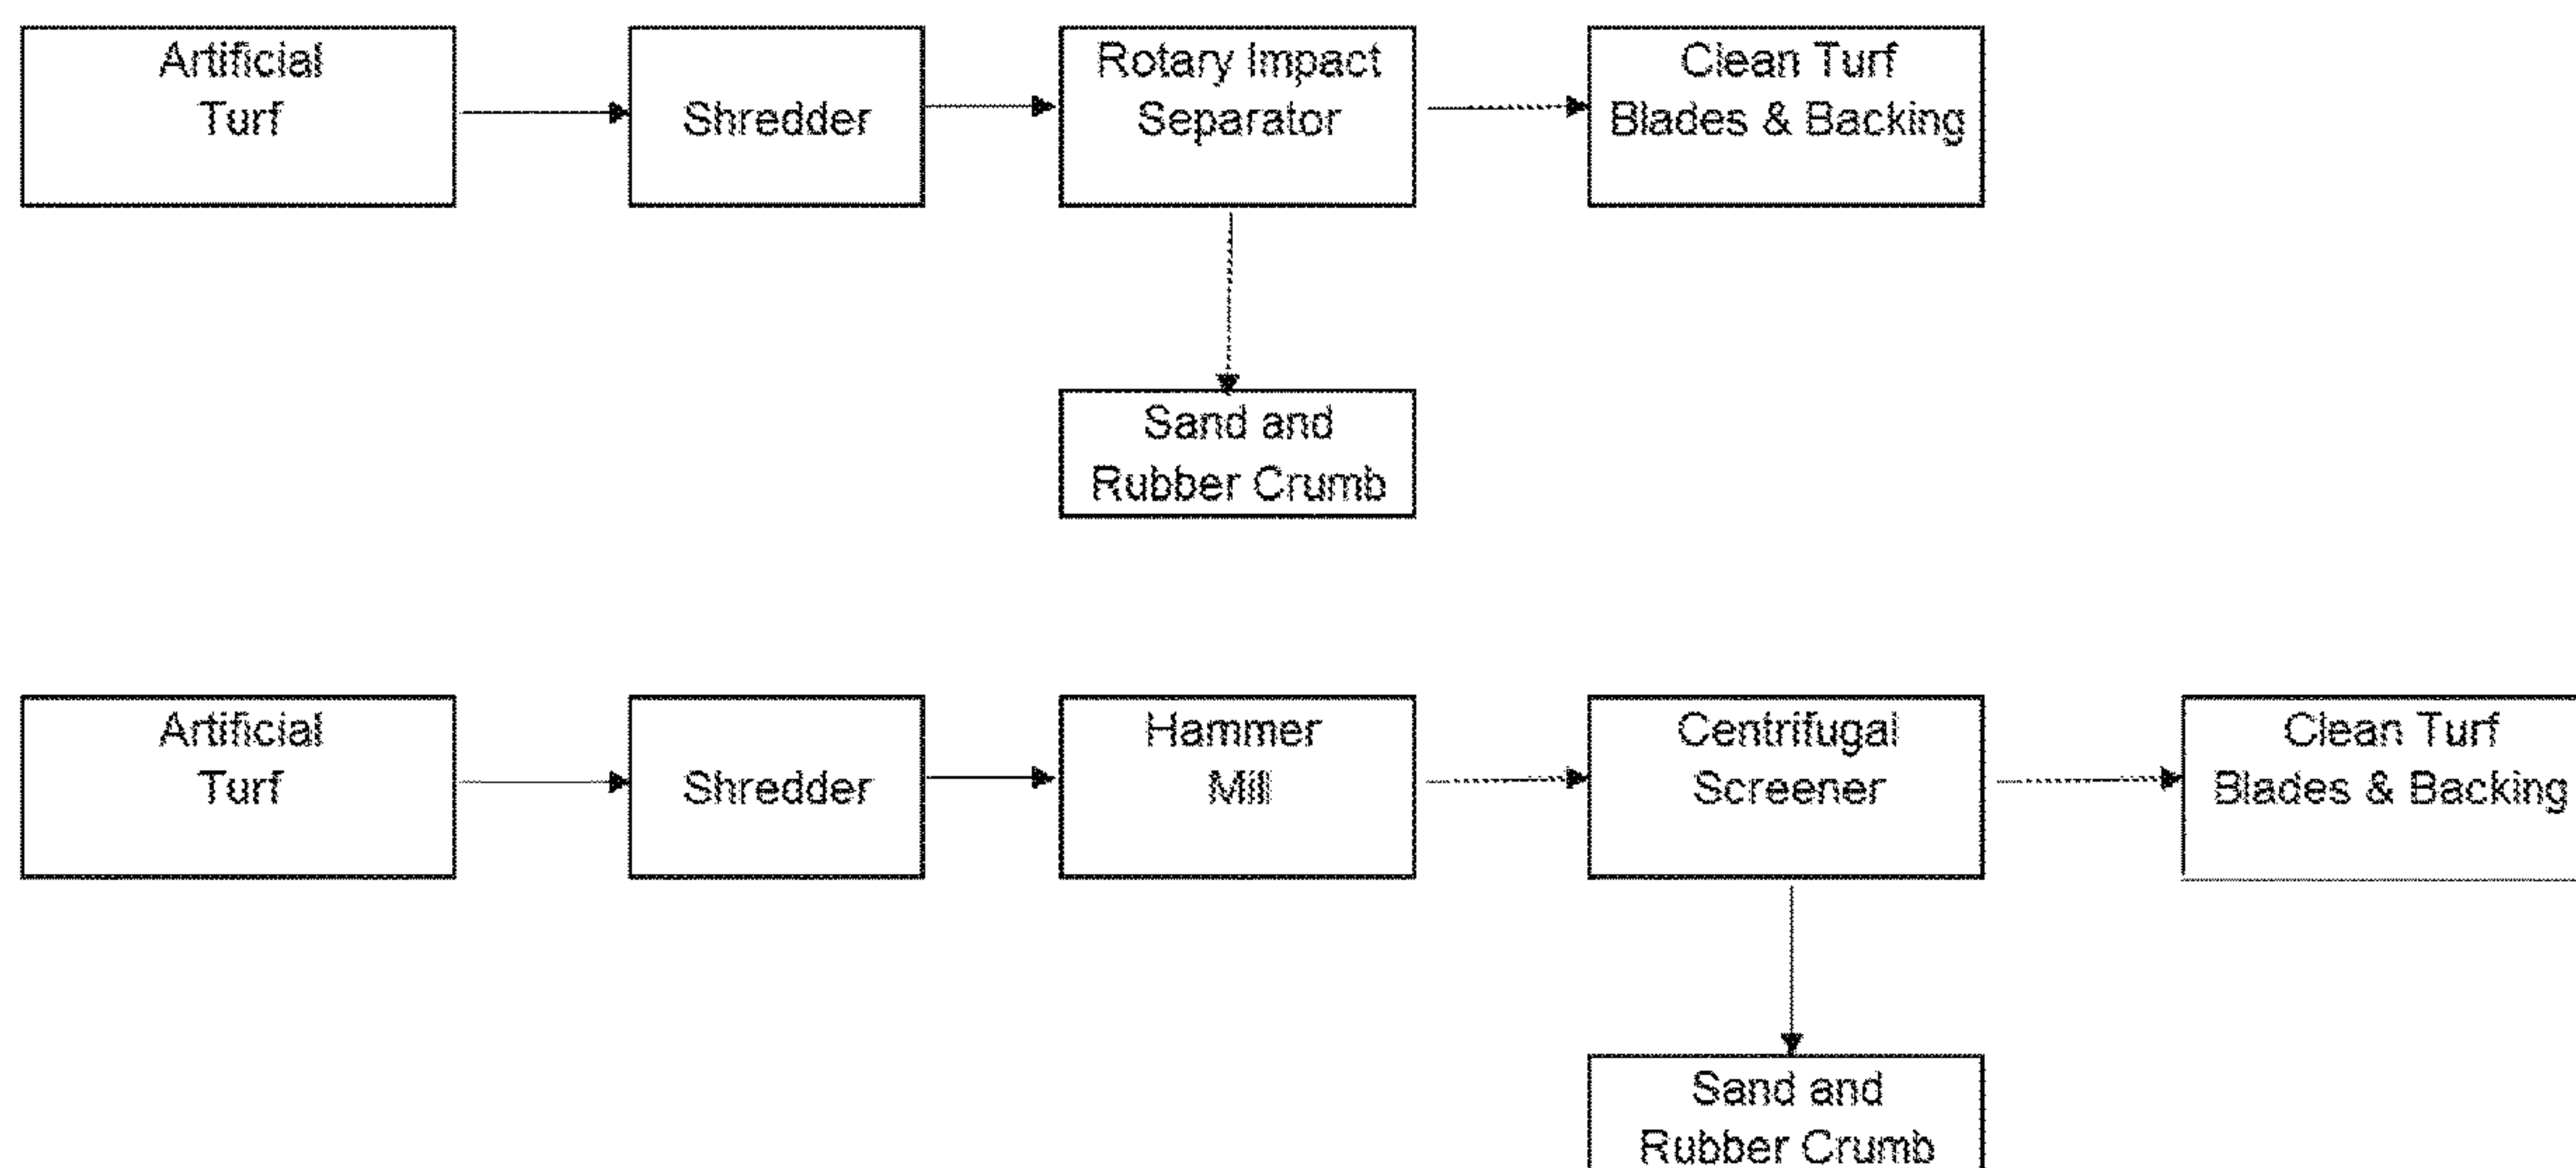 Artificial
Turf
Shredder
Rotary Impact
Separator
Clean Turf
Blades & Backing
Sand and
Rubber Crumb
Artificial
Turf
Shredder
Hammer
Mill
Centrifugal
Screener
Clean Turf
Blades & Backing
Sand and
Rubber Crumb